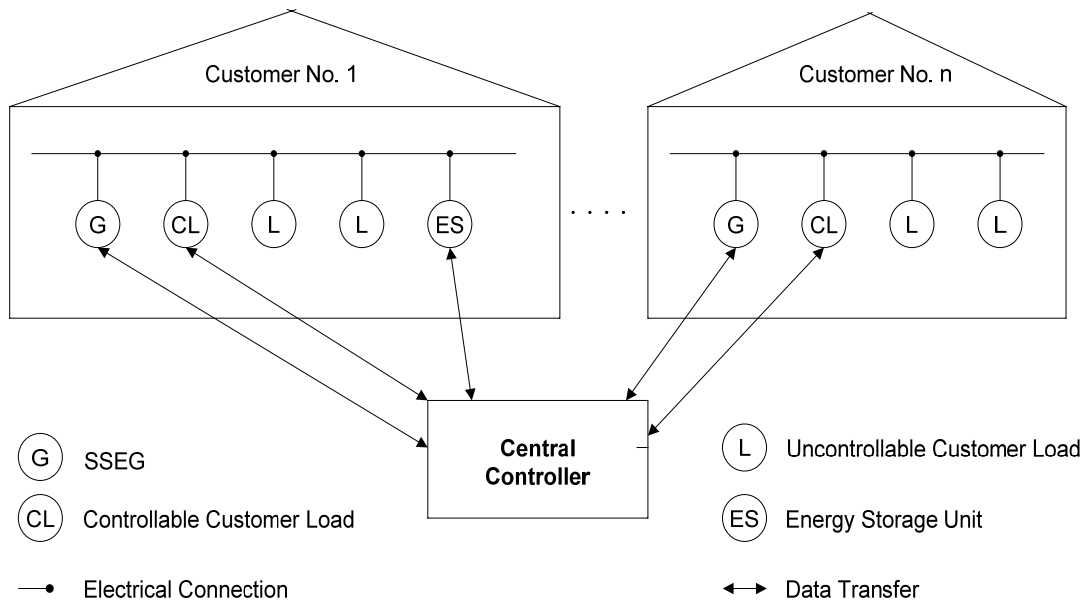 Customer No. 1
Customer No. n
G CL L L ES
. . . .
G CL L L
Central
Controller
G SSEG
CL Controllable Customer Load
Electrical Connection
L Uncontrollable Customer Load
ES Energy Storage Unit
Data Transfer